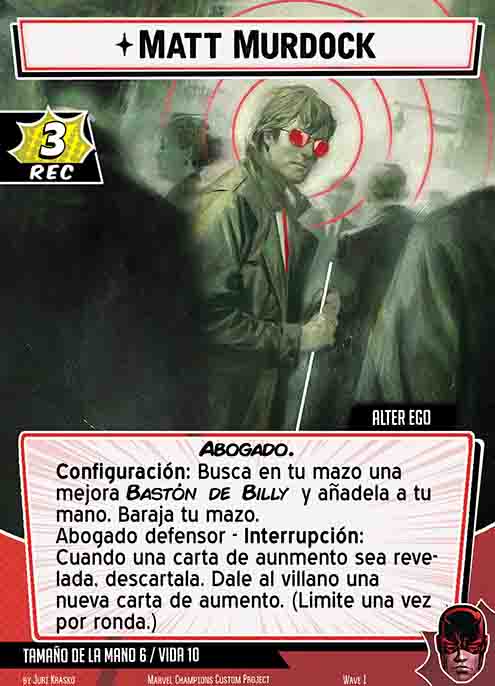 MATT MURDOCK
3
REC
ALTER EGO
ABOGADO.
Configuración: Busca en tu mazo una
mejora BASTÓN DE BILLY y añadela a tu
mano. Baraja tu mazo.
Abogado defensor - Interrupción:
Cuando una carta de aunmento sea reve-
lada, descartala. Dale al villano una
nueva carta de aumento. (Limite una vez
por ronda.)
TAMAÑO DE LA MANO 6 / VIDA 10
BY JURI KRASKO MARVEL CHAMPIONS CUSTOM PROJECT WAVE 1